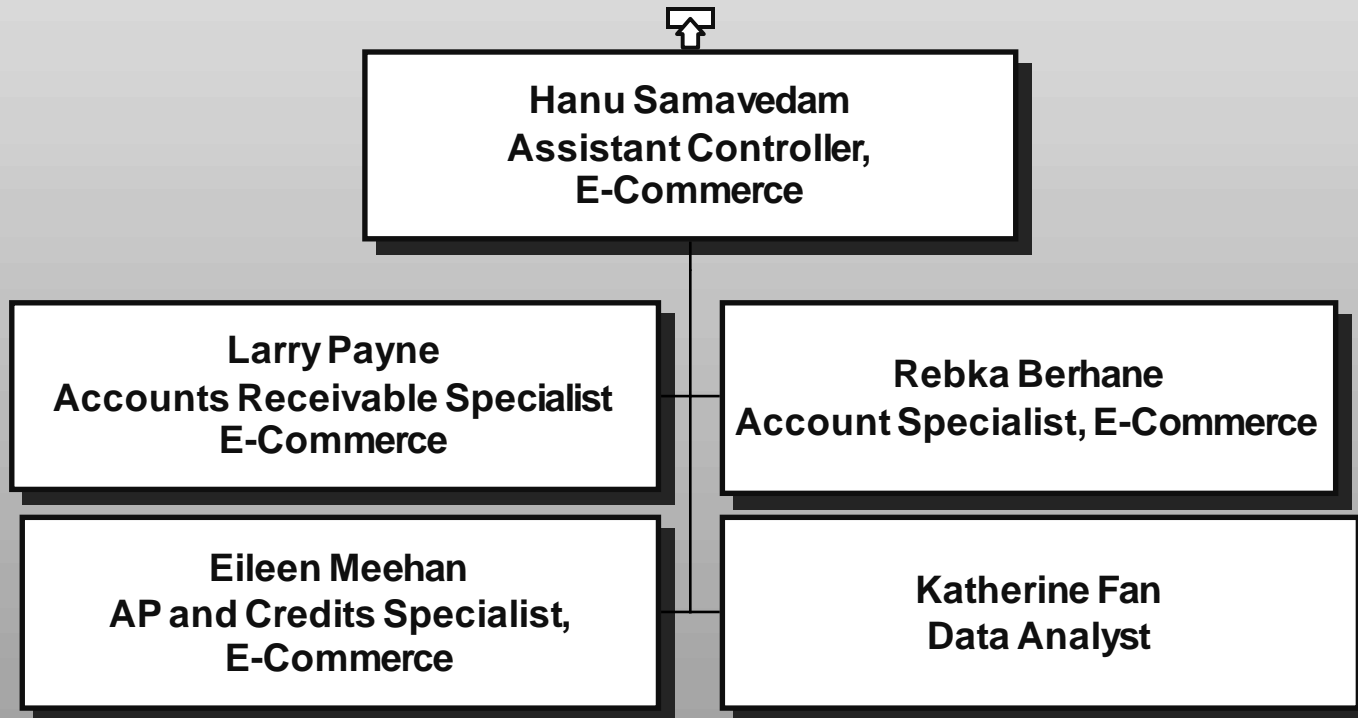 Hanu Samavedam
Assistant Controller,
E-Commerce
Larry Payne
Accounts Receivable Specialist
E-Commerce
Rebka Berhane
Account Specialist, E-Commerce
Eileen Meehan
AP and Credits Specialist,
E-Commerce
Katherine Fan
Data Analyst